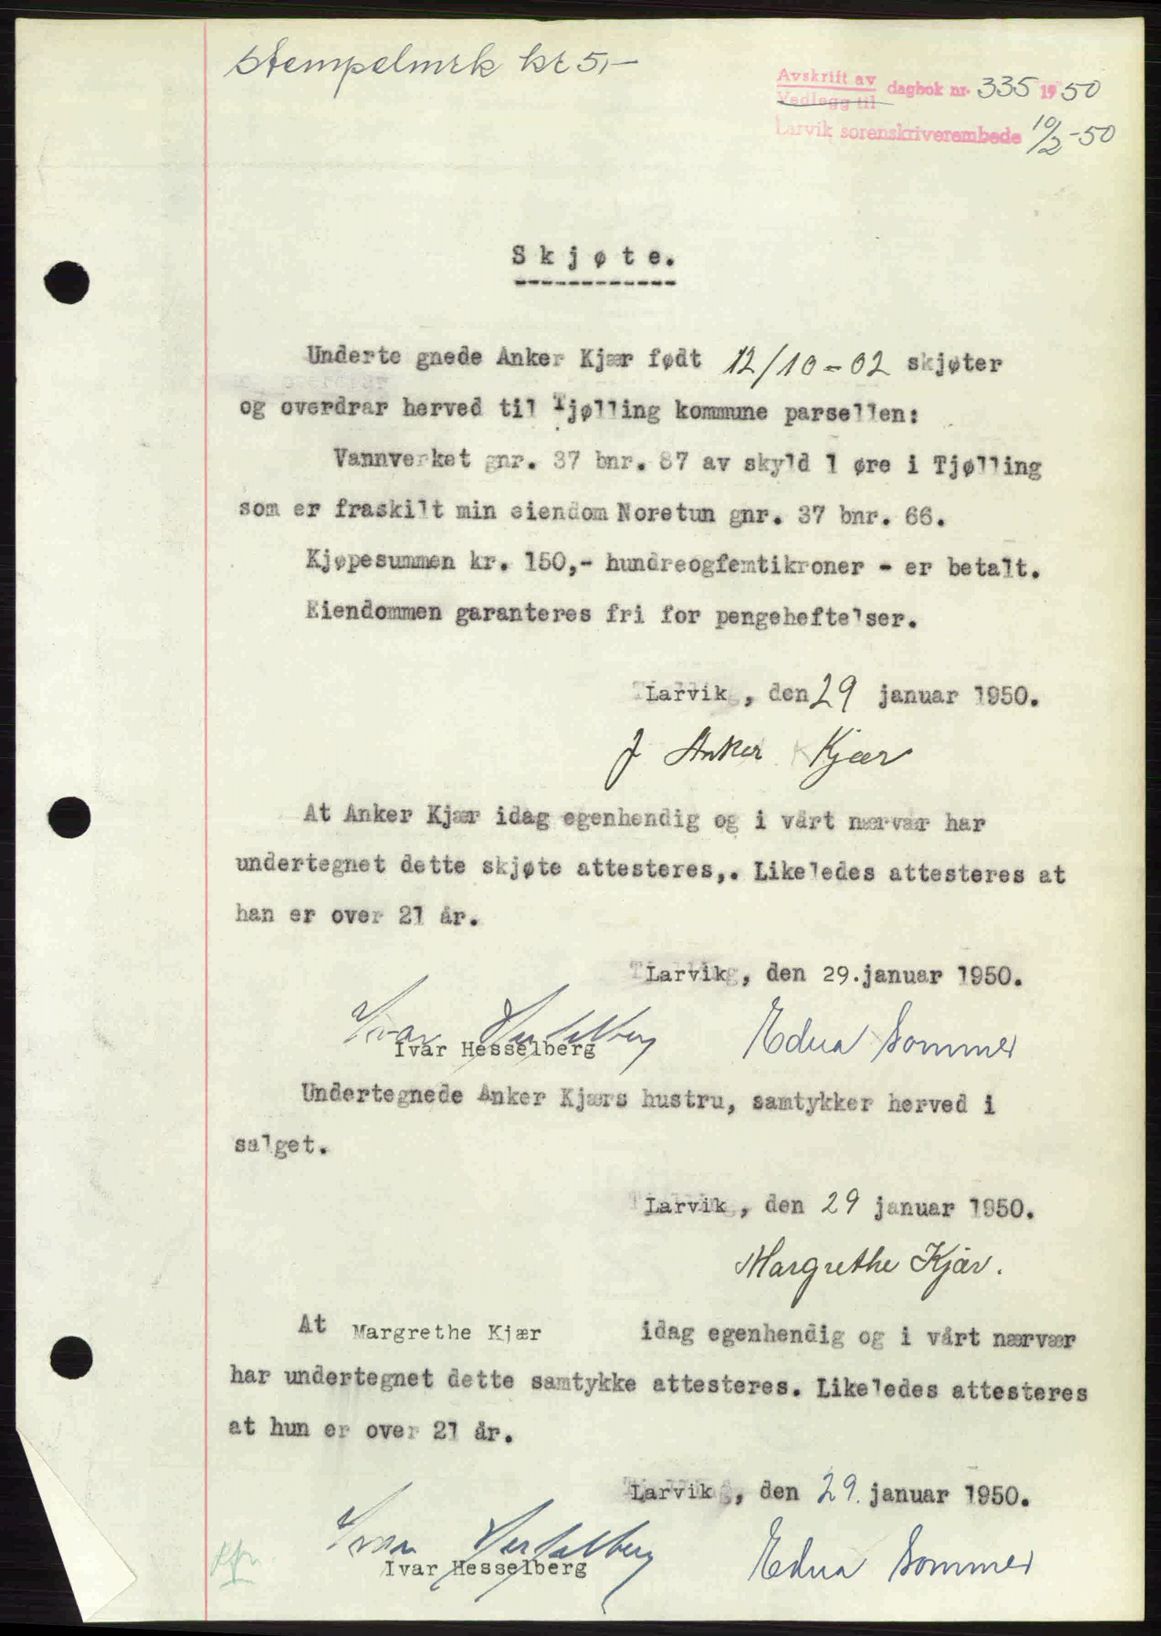 Stempelmrk kr 5,-
Avskrift av
Vedlegg til
dagbok nr. 335 1950
Larvik sorenskriverembede 10/2-50
Skjøte.
Underte gnede Anker Kjær født 12/10-02 skjøter
og overdrar herved til Tjølling kommune parsellen:
Vannverket gnr. 37 bnr. 87 av skyld 1 øre i Tjølling
som er fraskilt min eiendom Noretun gnr. 37 bnr. 66.
Kjøpesummen kr. 150,- hundreogfemtikroner - er betalt.
Eiendommen garanteres fri for pengeheftelser.
Larvik, den 29 januar 1950.
J Anker Kjær
At Anker Kjær idag egenhendig og i vårt nærvær har
undertegnet dette skjøte attesteres,. Likeledes attesteres at
han er over 21 år.
Larvik, den 29.januar 1950.
Ivar Hesselberg Edna Sommer
Ivar Hesselberg
Undertegnede Anker Kjærs hustru, samtykker herved i
salget.
Larvik, den 29 januar 1950.
Margrethe Kjær.
At Margrethe Kjær idag egenhendig og i vårt nærvær
har undertegnet dette samtykke attesteres. Likeledes attesteres
at hun er over 21 år.
Larvik, den 29. januar 1950.
Ivar Hesselberg Edna Sommer
Ivar Hesselberg